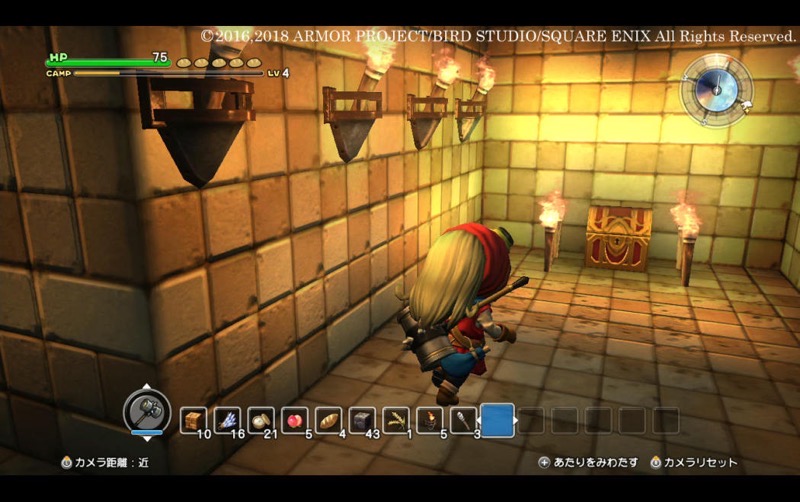 ©2016,2018 ARMOR PROJECT/BIRD STUDIO/SQUARE ENIX All Rights Reserved.
HP 75
CAMP LV 4
10 16 21 5 4 43 1 5 3
カメラ距離：近 あたりをみわたす カメラリセット